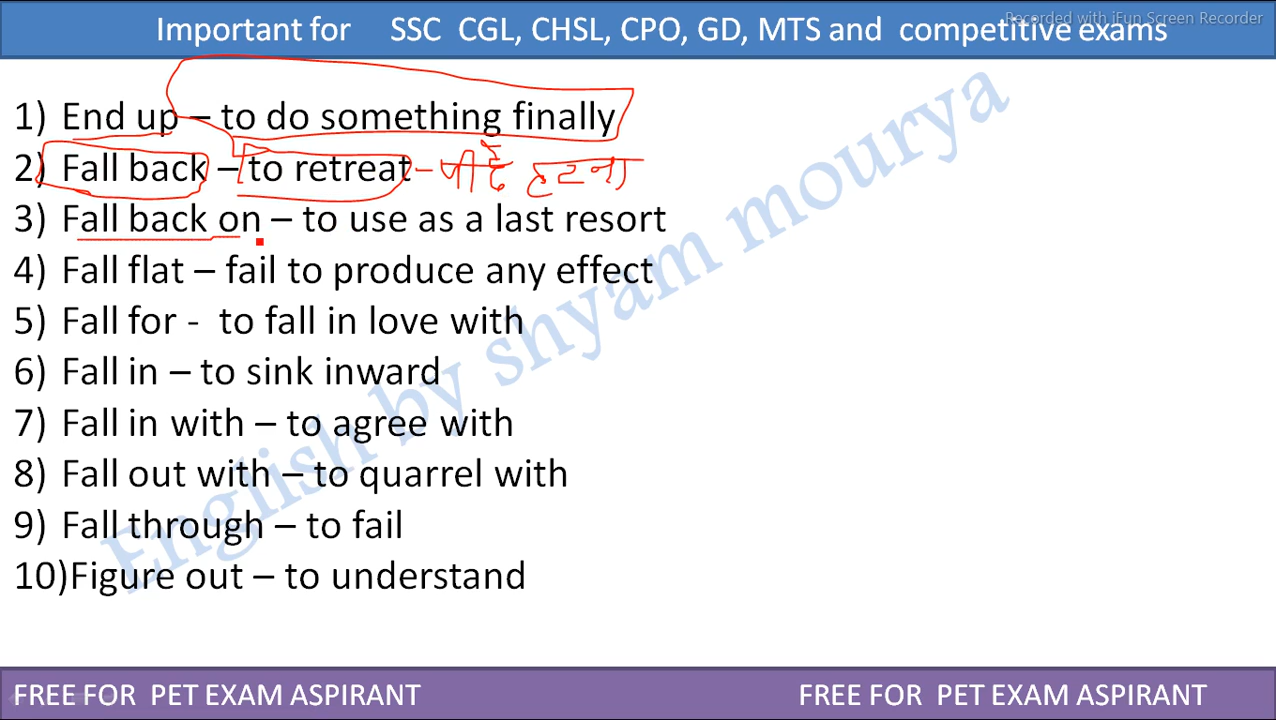 Recorded with iFun Screen Recorder
Important for SSC CGL, CHSL, CPO, GD, MTS and competitive exams
1) End up – to do something finally
2) Fall back – to retreat - पीछे हटना
3) Fall back on – to use as a last resort
4) Fall flat – fail to produce any effect
5) Fall for - to fall in love with
6) Fall in – to sink inward
7) Fall in with – to agree with
8) Fall out with – to quarrel with
9) Fall through – to fail
10)Figure out – to understand
English by shyam mourya
FREE FOR PET EXAM ASPIRANT FREE FOR PET EXAM ASPIRANT